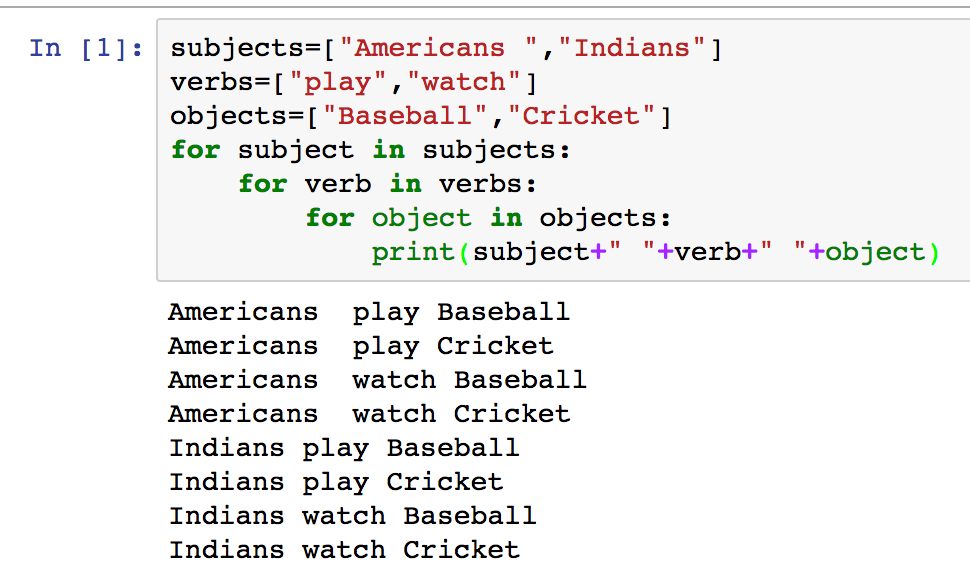 In [1]: subjects=["Americans ","Indians"]
verbs=["play","watch"]
objects=["Baseball","Cricket"]
for subject in subjects:
    for verb in verbs:
        for object in objects:
            print(subject+" "+verb+" "+object)
Americans  play Baseball
Americans  play Cricket
Americans  watch Baseball
Americans  watch Cricket
Indians play Baseball
Indians play Cricket
Indians watch Baseball
Indians watch Cricket